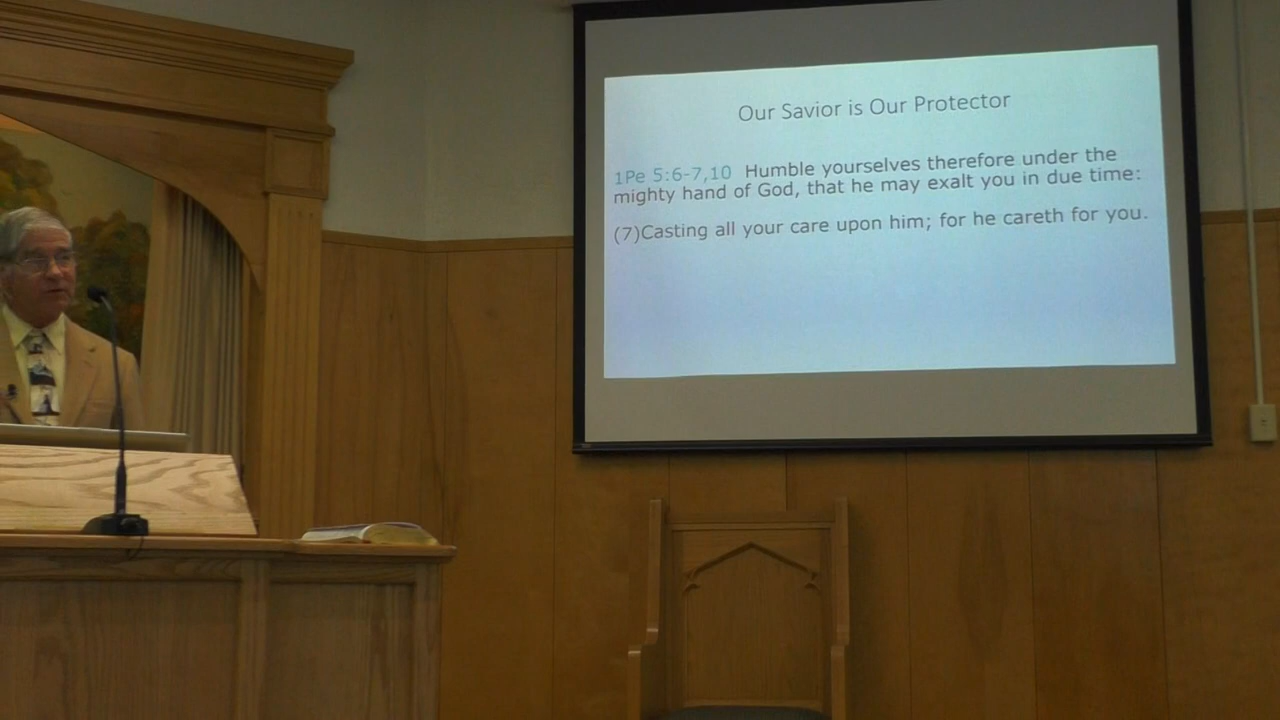 Our Savior is Our Protector
1Pe 5:6-7,10 Humble yourselves therefore under the
mighty hand of God, that he may exalt you in due time:
(7)Casting all your care upon him; for he careth for you.